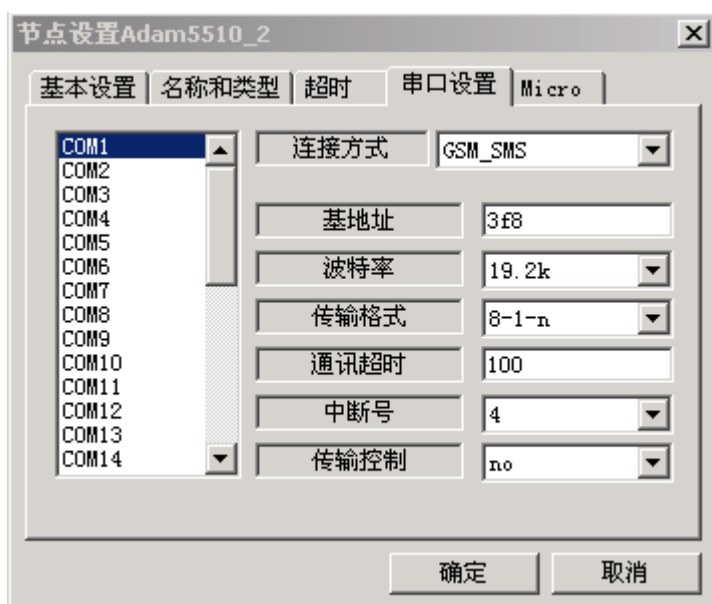 节点设置Adam5510_2
基本设置 名称和类型 超时 串口设置 Micro
COM1
COM2
COM3
COM4
COM5
COM6
COM7
COM8
COM9
COM10
COM11
COM12
COM13
COM14
连接方式 GSM_SMS
基地址 3f8
波特率 19.2k
传输格式 8-1-n
通讯超时 100
中断号 4
传输控制 no
确定 取消